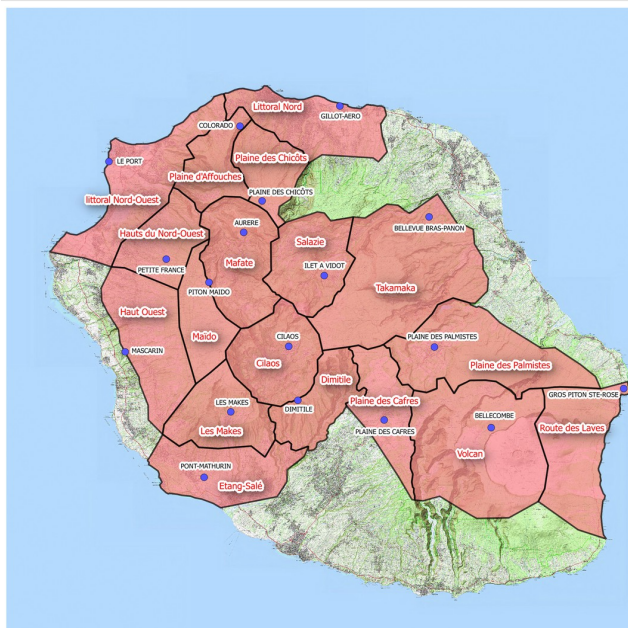 Littoral Nord
GILLOT-AERO
COLORADO
Plaine des Chicôts
LE PORT
Plaine d'Affouches
PLAINE DES CHICÔTS
littoral Nord-Ouest
AURERE
BELLEVUE BRAS-PANON
Hauts du Nord-Ouest
Salazie
Mafate
ILET A VIDOT
PETITE FRANCE
Takamaka
PITON MAIDO
Haut Ouest
Maïdo
CILAOS
PLAINE DES PALMISTES
MASCARIN
Cilaos
Plaine des Palmistes
Dimitile
GROS PITON STE-ROSE
LES MAKES
Plaine des Cafres
DIMITILE
BELLECOMBE
Les Makes
PLAINE DES CAFRES
Route des Laves
Volcan
PONT-MATHURIN
Etang-Salé